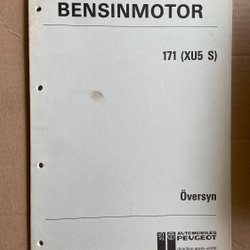 BENSINMOTOR
171 (XU5 S)
Översyn
AUTOMOBILES
PEUGEOT